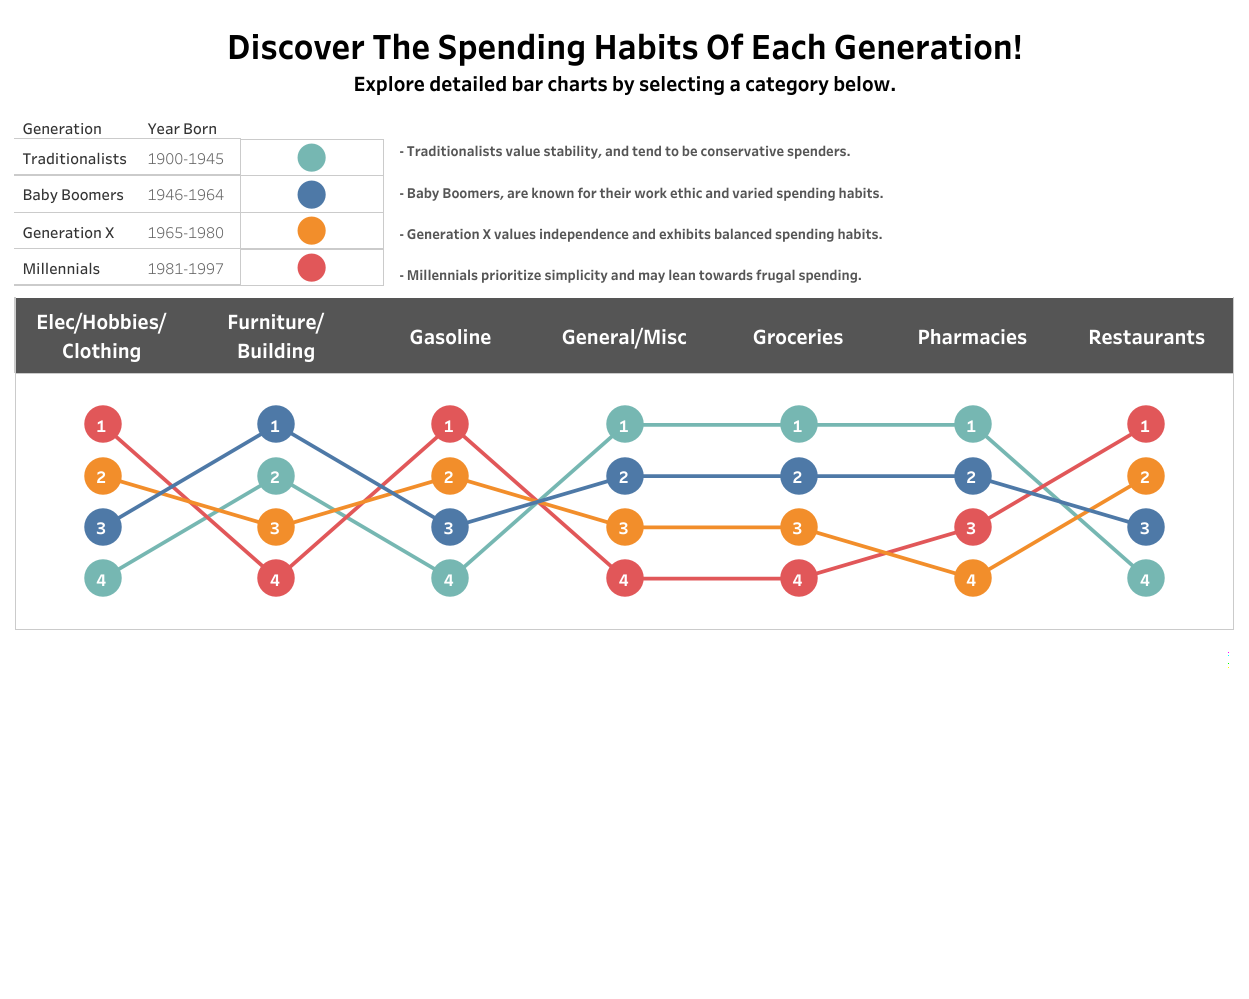 Discover The Spending Habits Of Each Generation!
Explore detailed bar charts by selecting a category below.
Generation Year Born
Traditionalists 1900-1945
Baby Boomers 1946-1964
Generation X 1965-1980
Millennials 1981-1997
- Traditionalists value stability, and tend to be conservative spenders.
- Baby Boomers, are known for their work ethic and varied spending habits.
- Generation X values independence and exhibits balanced spending habits.
- Millennials prioritize simplicity and may lean towards frugal spending.
Elec/Hobbies/
Clothing
Furniture/
Building
Gasoline
General/Misc
Groceries
Pharmacies
Restaurants
1 1 1 1 1 1 1
2 2 2 2 2 2 2
3 3 3 3 3 3 3
4 4 4 4 4 4 4